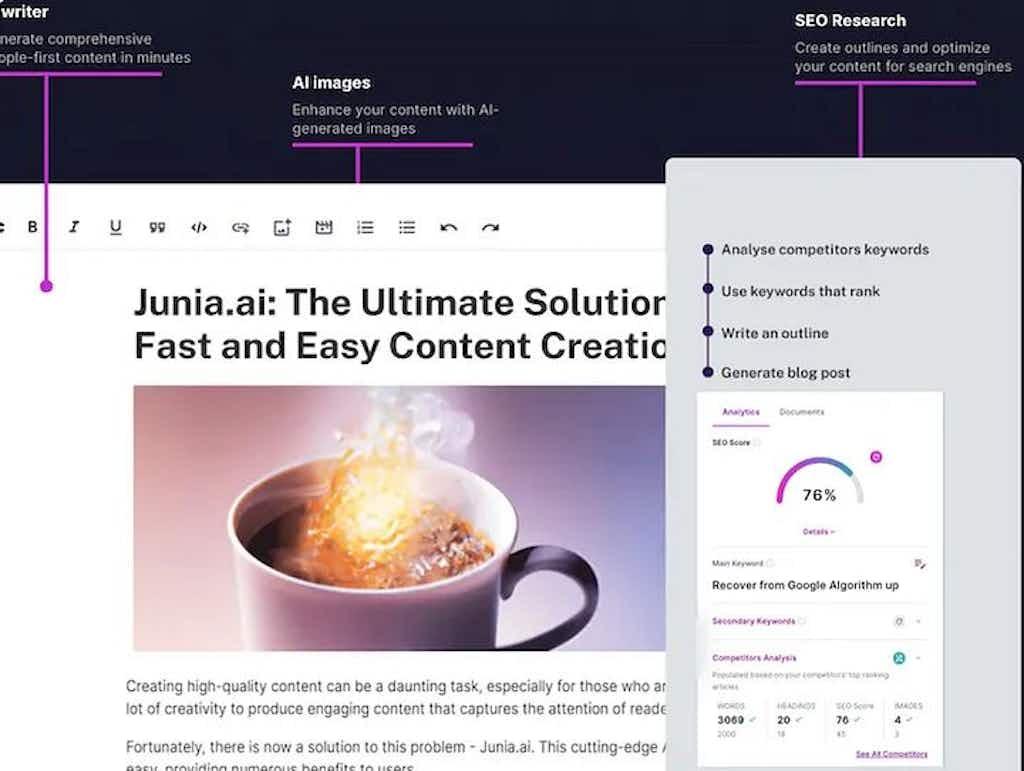 writer
nerate comprehensive
ople-first content in minutes
AI images
Enhance your content with AI-
generated images
SEO Research
Create outlines and optimize
your content for search engines
B I U
Junia.ai: The Ultimate Solution
Fast and Easy Content Creatio
Creating high-quality content can be a daunting task, especially for those who ar
lot of creativity to produce engaging content that captures the attention of reade
Fortunately, there is now a solution to this problem - Junia.ai. This cutting-edge A
easy, providing numerous benefits to users.
Analyse competitors keywords
Use keywords that rank
Write an outline
Generate blog post
Analytics Documents
SEO Score
76%
Details
Main Keyword
Recover from Google Algorithm up
Secondary Keywords
Competitors Analysis
Populated based on your competitors' top ranking
articles
WORDS HEADINGS SEO Score IMAGES
3069 20 76 4
2000 18 45 3
See All Competitors